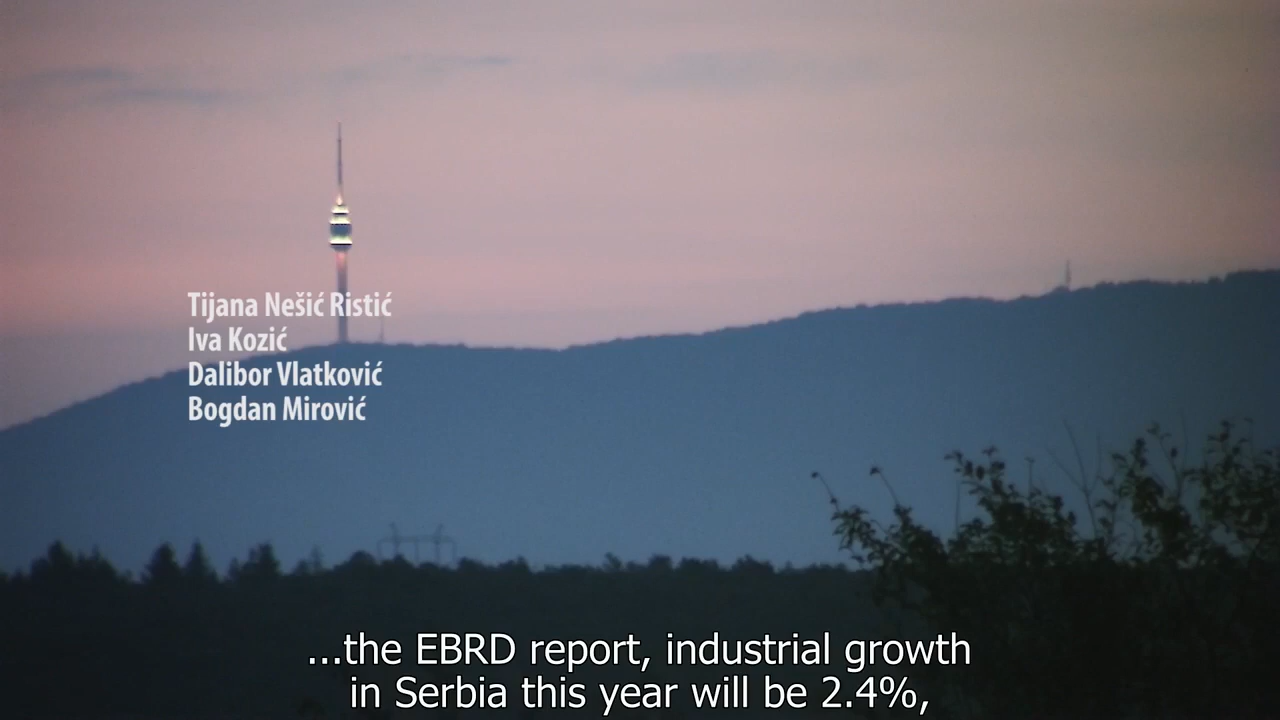 Tijana Nešić Ristić
Iva Kozić
Dalibor Vlatković
Bogdan Mirović
...the EBRD report, industrial growth
in Serbia this year will be 2.4%,